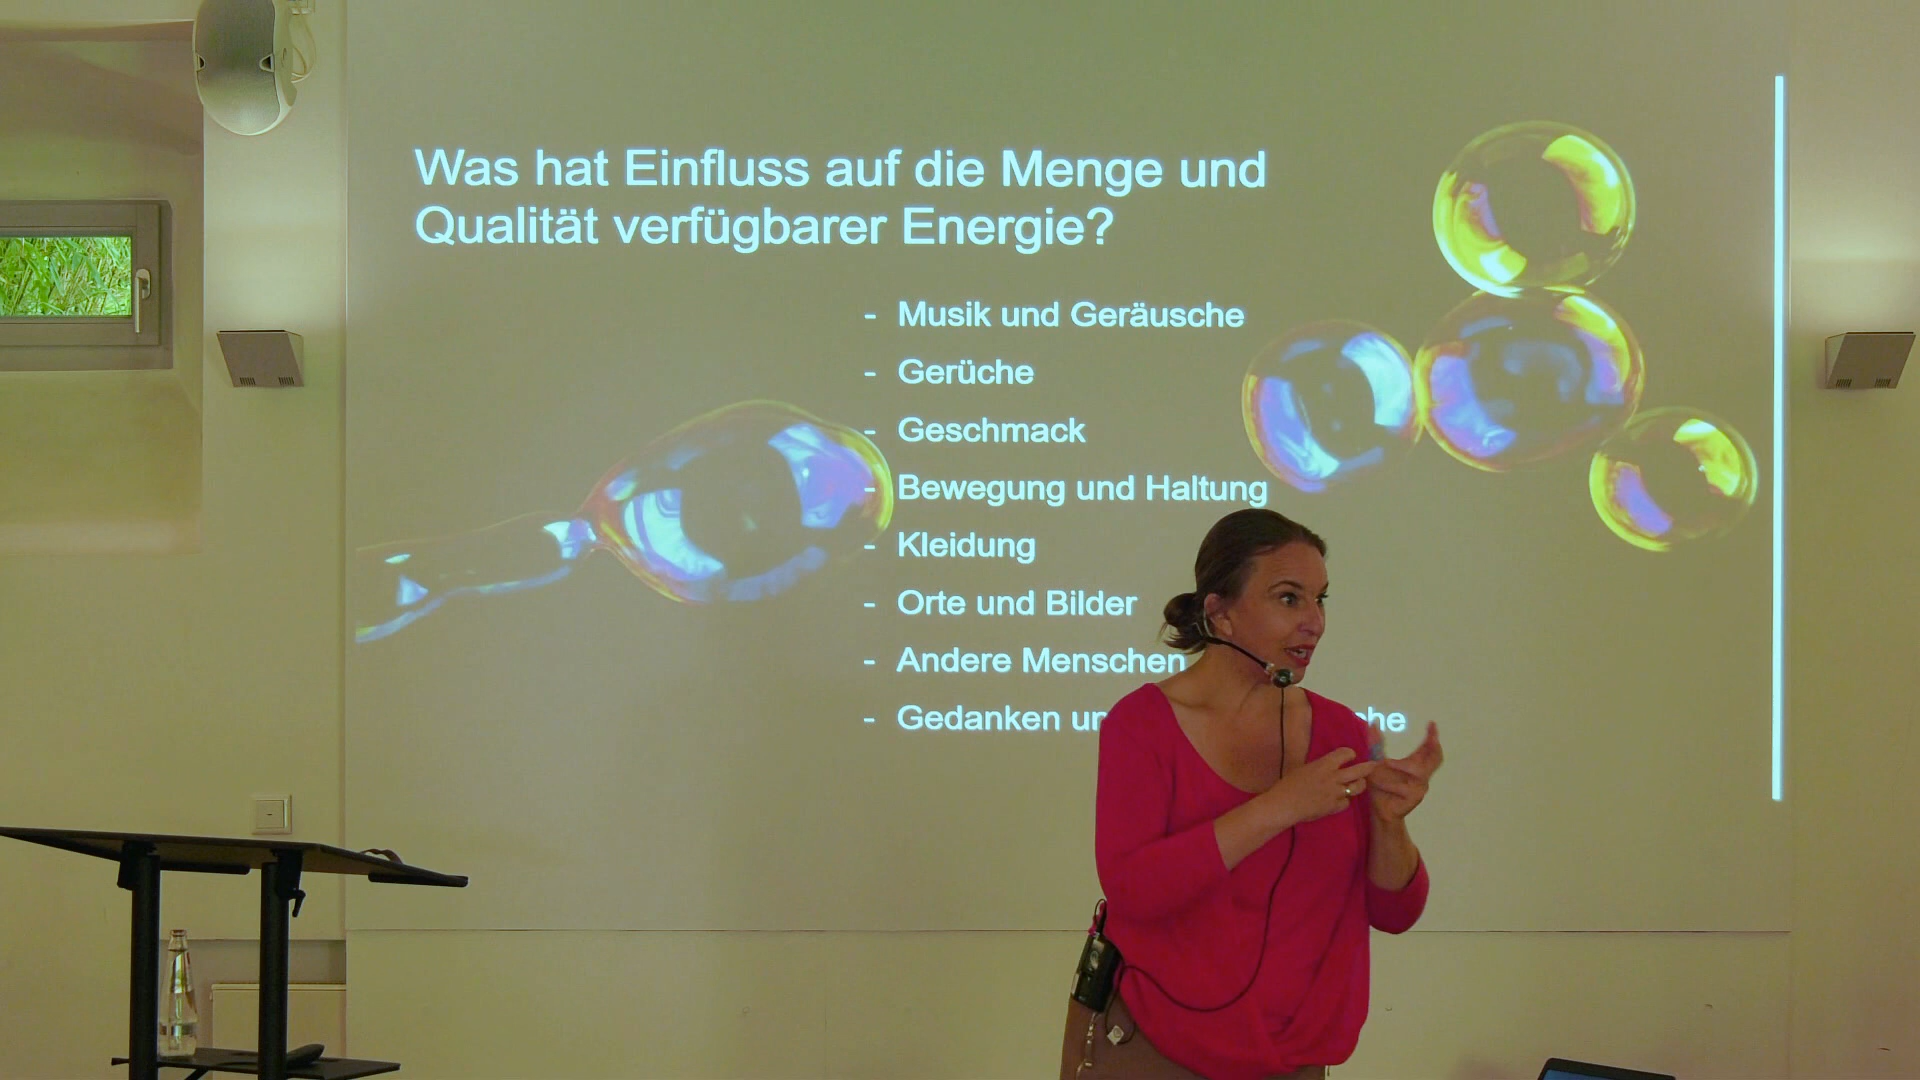 Was hat Einfluss auf die Menge und
Qualität verfügbarer Energie?
- Musik und Geräusche
- Gerüche
- Geschmack
- Bewegung und Haltung
- Kleidung
- Orte und Bilder
- Andere Menschen
- Gedanken